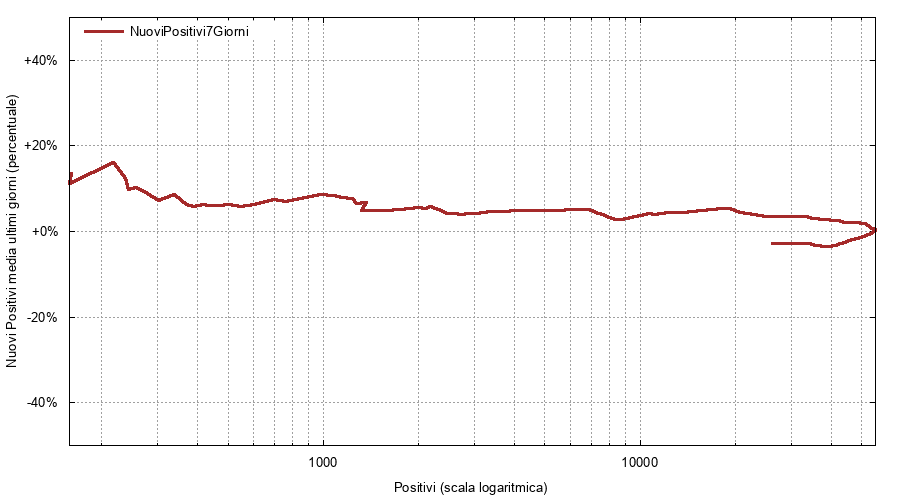 NuoviPositivi7Giorni
+40%
+20%
+0%
-20%
-40%
Nuovi Positivi media ultimi giorni (percentuale)
1000
10000
Positivi (scala logaritmica)